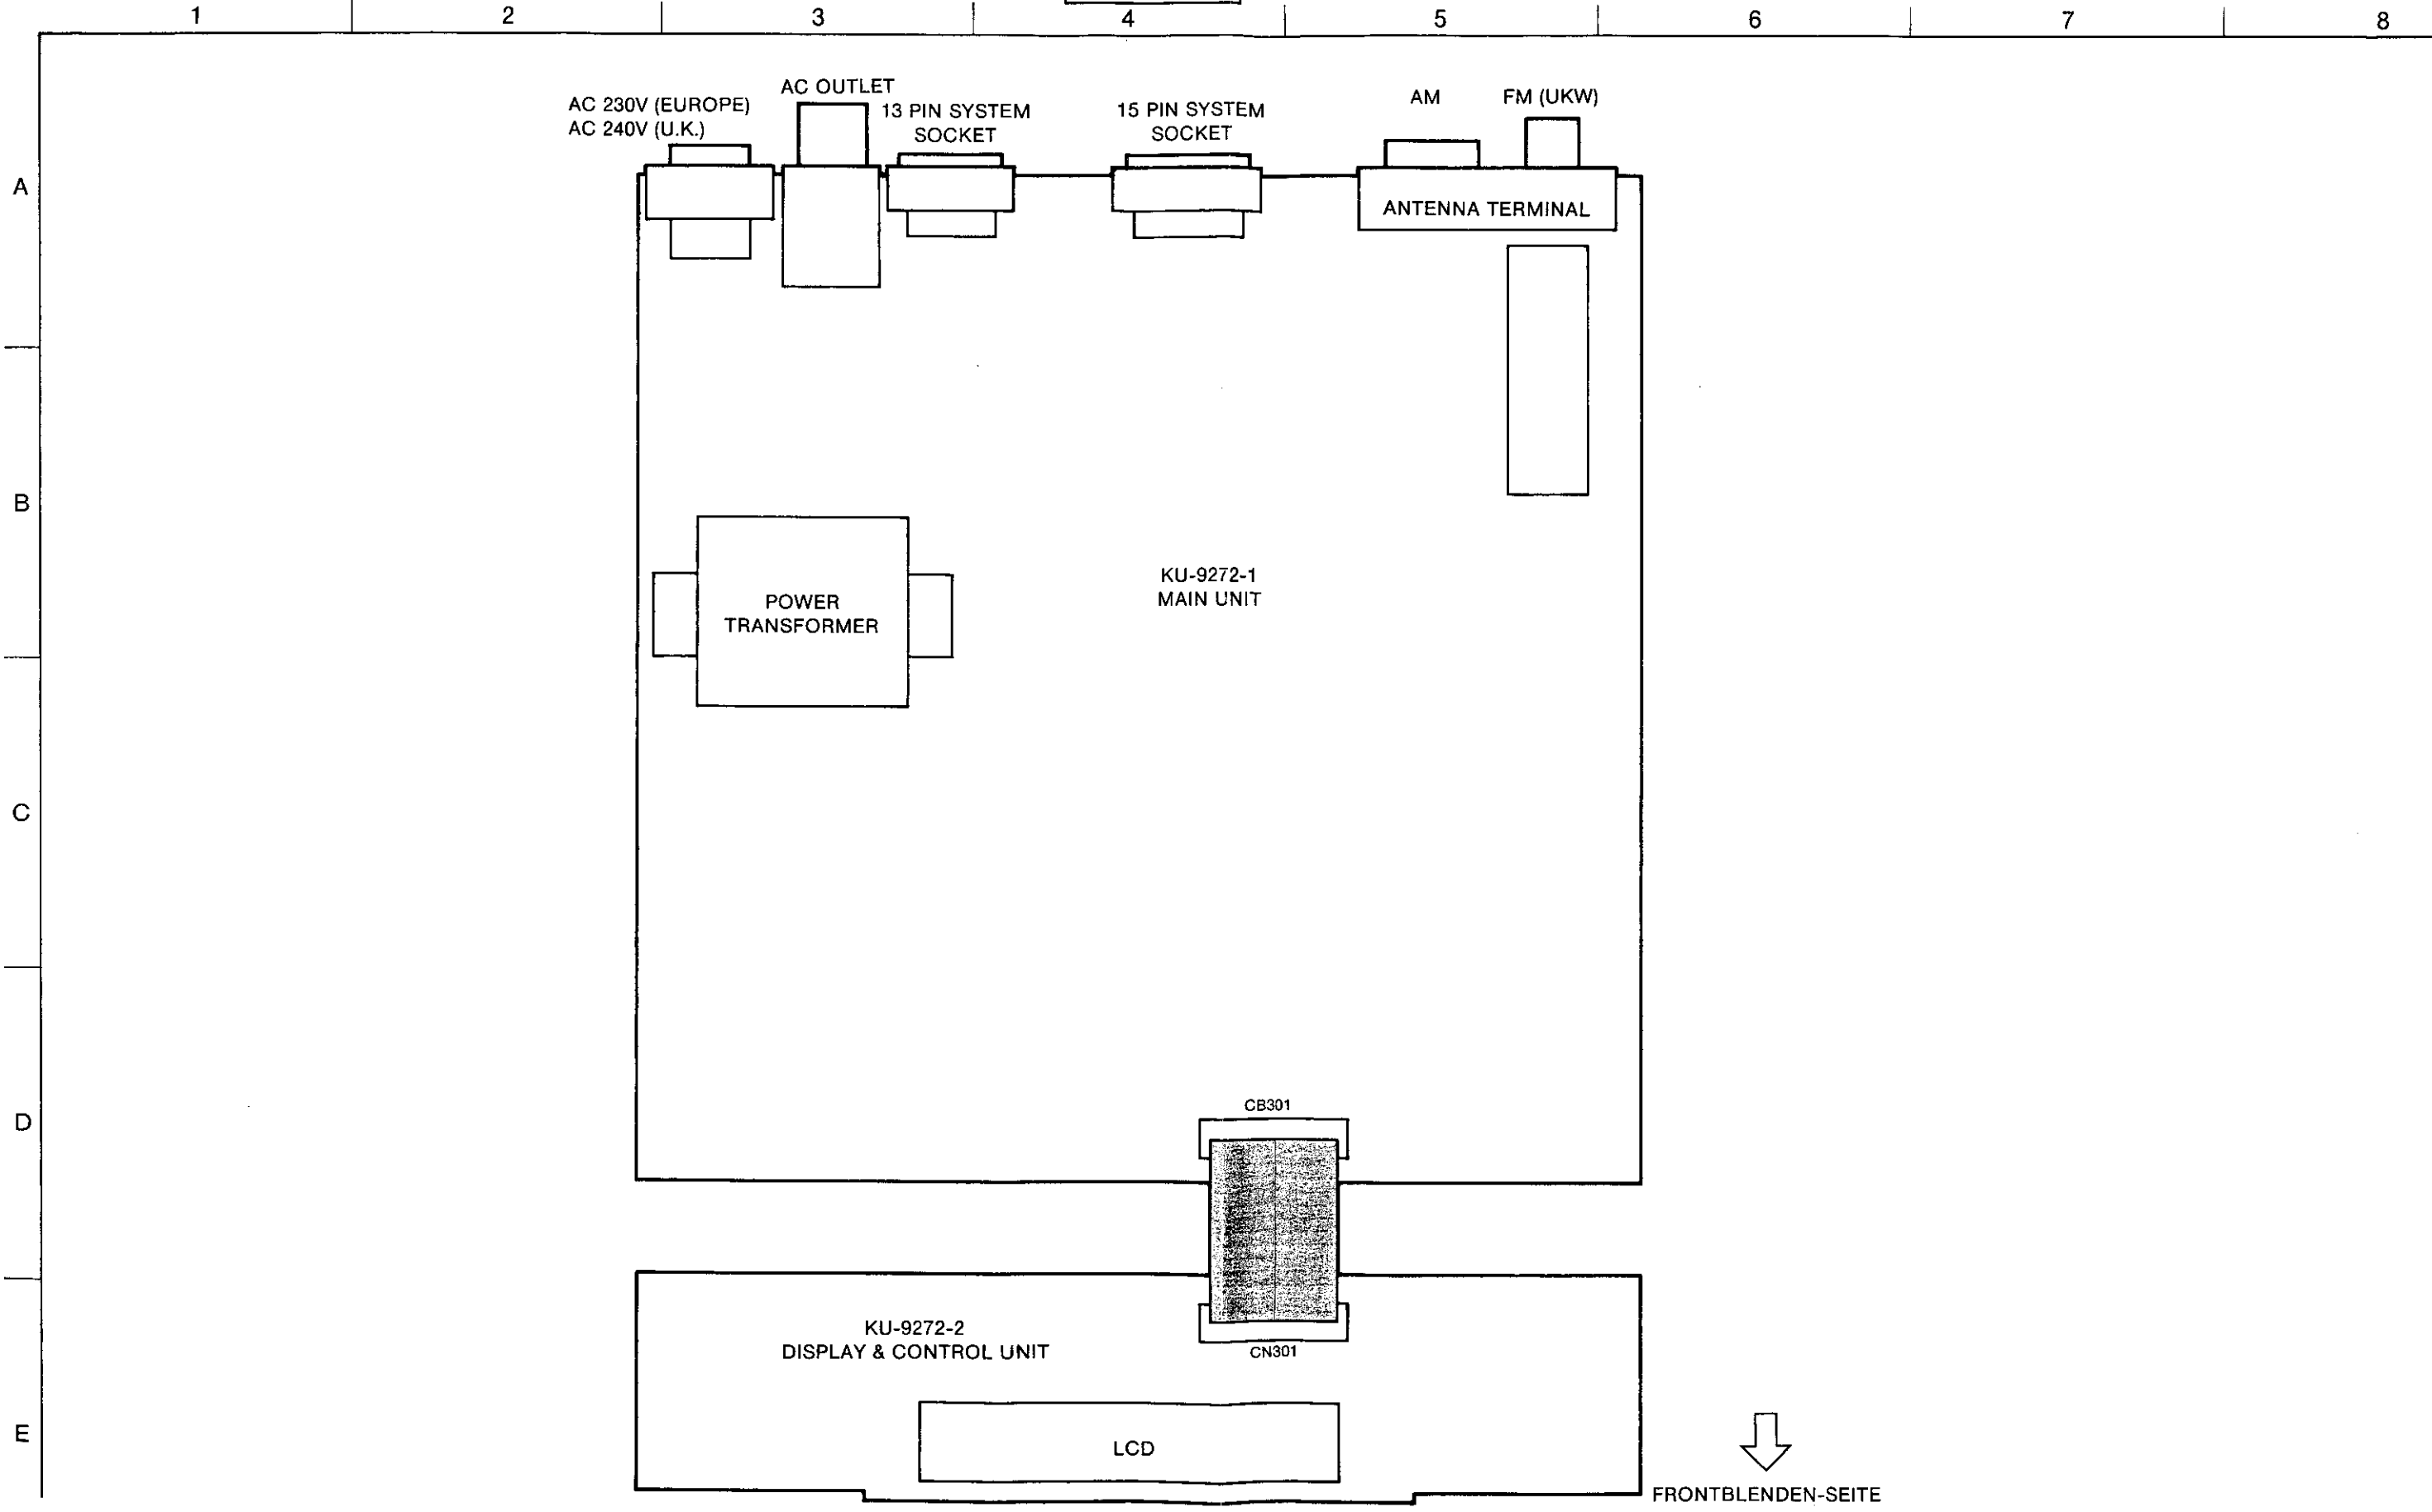 1 2 3 4 5 6 7 8
AC OUTLET
AC 230V (EUROPE)
AC 240V (U.K.)
13 PIN SYSTEM
SOCKET
15 PIN SYSTEM
SOCKET
AM
FM (UKW)
A
ANTENNA TERMINAL
B
KU-9272-1
MAIN UNIT
POWER
TRANSFORMER
C
D
CB301
KU-9272-2
DISPLAY & CONTROL UNIT
CN301
E
LCD
FRONTBLENDEN-SEITE